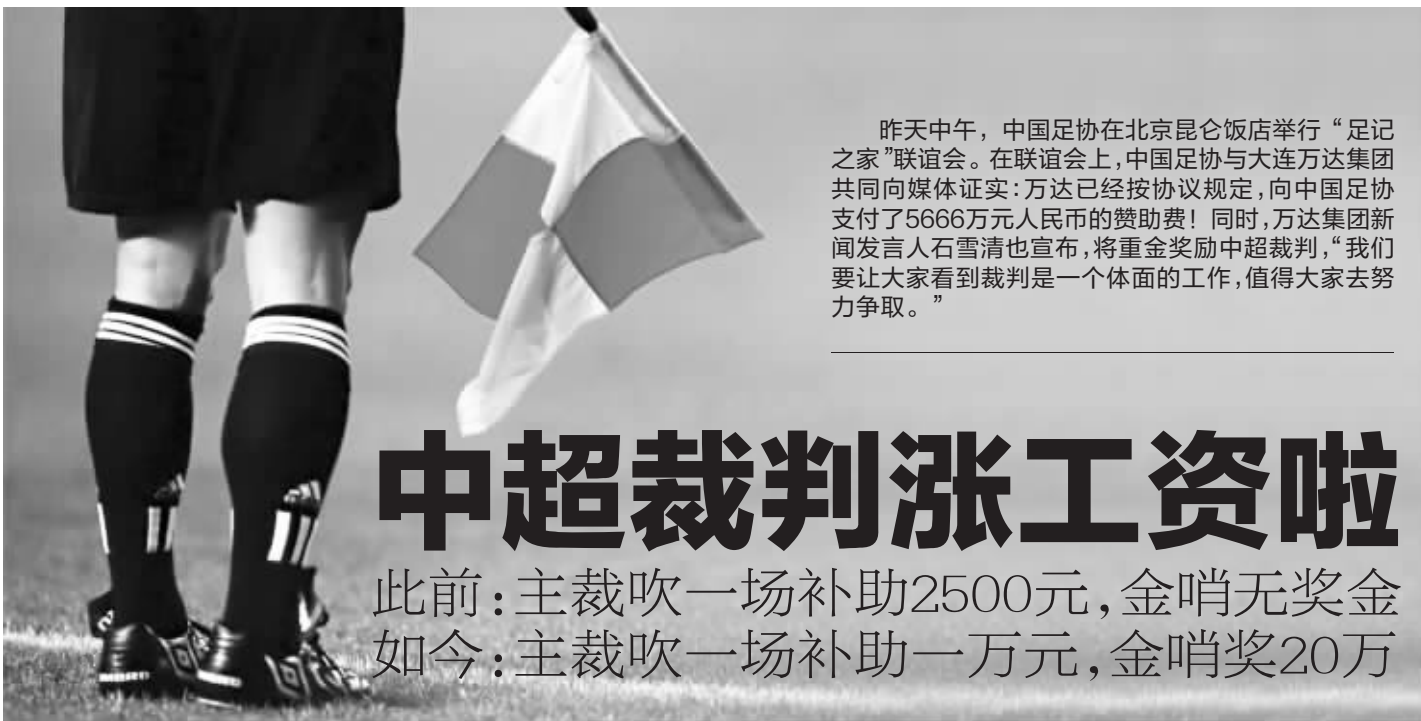 昨天中午，中国足协在北京昆仑饭店举行“足记
之家”联谊会。在联谊会上，中国足协与大连万达集团
共同向媒体证实：万达已经按协议规定，向中国足协
支付了5666万元人民币的赞助费！同时，万达集团新
闻发言人石雪清也宣布，将重金奖励中超裁判，“我们
要让大家看到裁判是一个体面的工作，值得大家去努
力争取。”
中超裁判涨工资啦
此前：主裁吹一场补助2500元，金哨无奖金
如今：主裁吹一场补助一万元，金哨奖20万